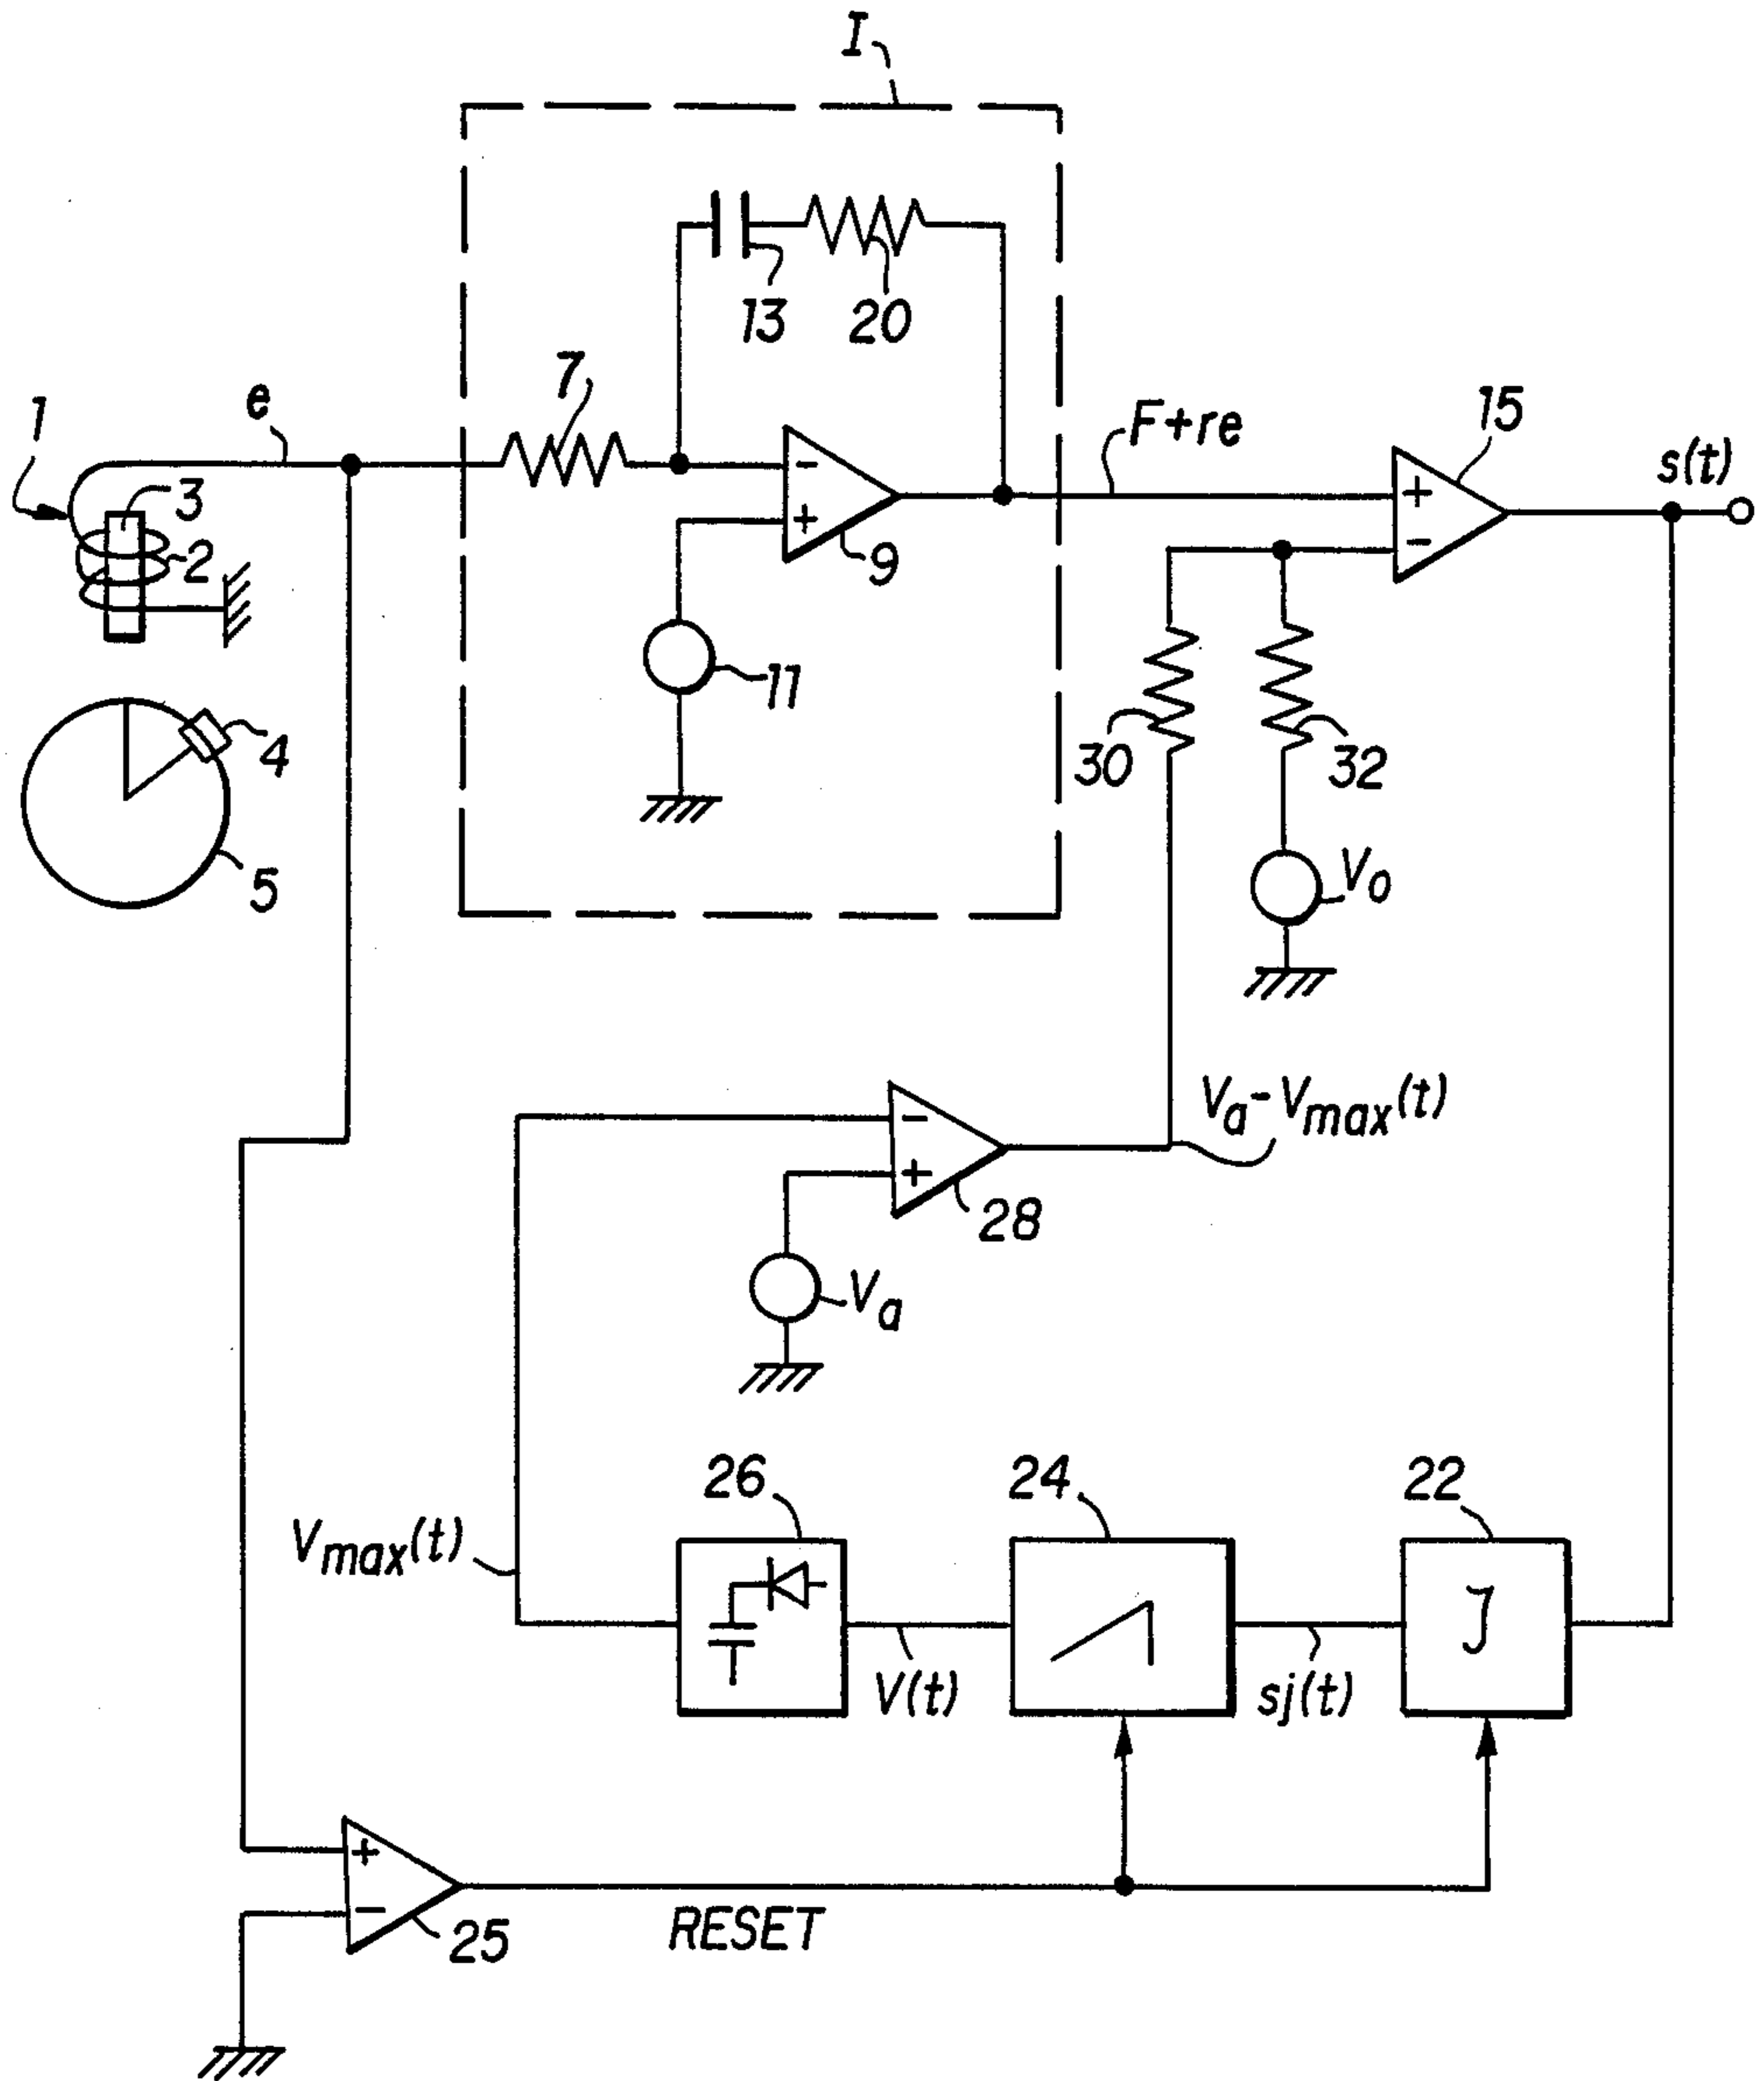 I
13
20
7
e
1
F+re
15
s(t)
3
-
+
2
+
-
9
11
4
30
32
5
Vo
Va-Vmax(t)
-
+
28
Va
26
24
22
Vmax(t)
J
V(t)
sj(t)
+
-
25
RESET